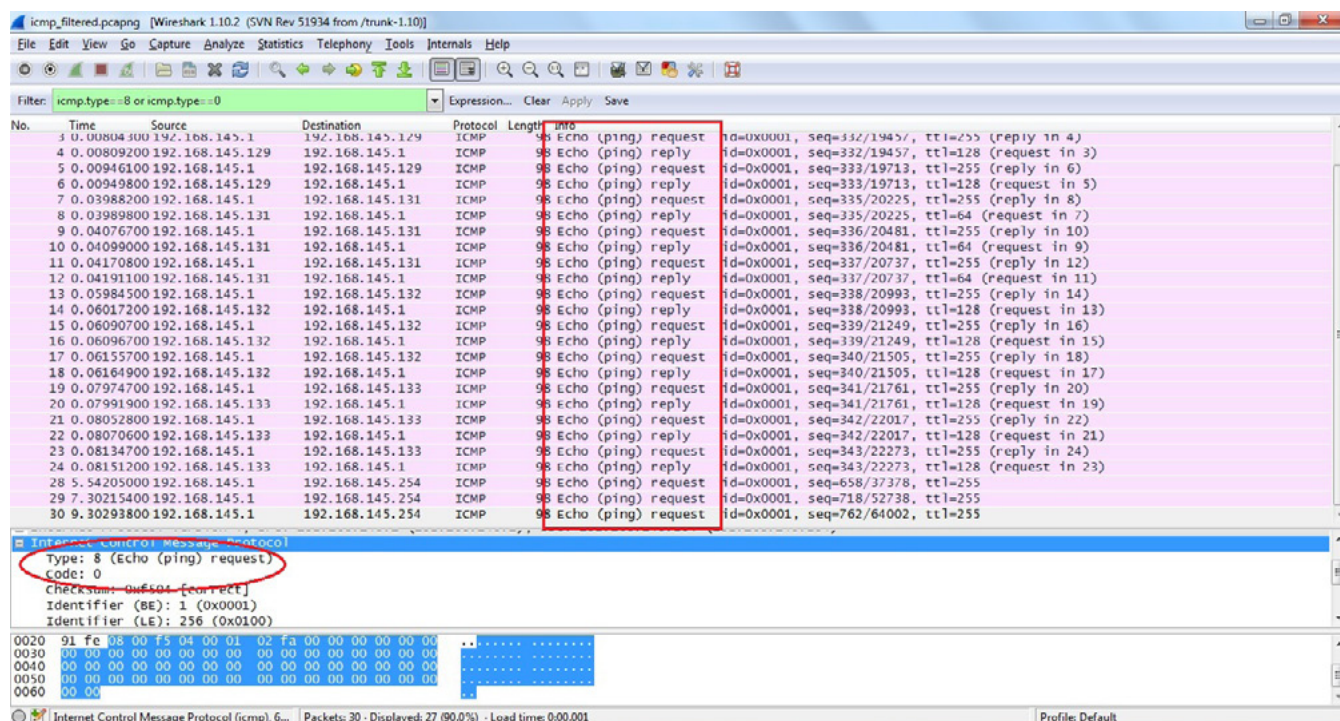 icmp_filtered.pcapng [Wireshark 1.10.2 (SVN Rev 51934 from /trunk-1.10)]
File Edit View Go Capture Analyze Statistics Telephony Tools Internals Help
Filter: icmp.type==8 or icmp.type==0 Expression... Clear Apply Save
No. Time Source Destination Protocol Length Info
3 0.00804300 192.168.145.1 192.168.145.129 ICMP 98 Echo (ping) request id=0x0001, seq=332/19457, ttl=255 (reply in 4)
4 0.00809200 192.168.145.129 192.168.145.1 ICMP 98 Echo (ping) reply id=0x0001, seq=332/19457, ttl=128 (request in 3)
5 0.00946100 192.168.145.1 192.168.145.129 ICMP 98 Echo (ping) request id=0x0001, seq=333/19713, ttl=255 (reply in 6)
6 0.00949800 192.168.145.129 192.168.145.1 ICMP 98 Echo (ping) reply id=0x0001, seq=333/19713, ttl=128 (request in 5)
7 0.03988200 192.168.145.1 192.168.145.131 ICMP 98 Echo (ping) request id=0x0001, seq=335/20225, ttl=255 (reply in 8)
8 0.03989800 192.168.145.131 192.168.145.1 ICMP 98 Echo (ping) reply id=0x0001, seq=335/20225, ttl=64 (request in 7)
9 0.04076700 192.168.145.1 192.168.145.131 ICMP 98 Echo (ping) request id=0x0001, seq=336/20481, ttl=255 (reply in 10)
10 0.04099000 192.168.145.131 192.168.145.1 ICMP 98 Echo (ping) reply id=0x0001, seq=336/20481, ttl=64 (request in 9)
11 0.04170800 192.168.145.1 192.168.145.131 ICMP 98 Echo (ping) request id=0x0001, seq=337/20737, ttl=255 (reply in 12)
12 0.04191100 192.168.145.131 192.168.145.1 ICMP 98 Echo (ping) reply id=0x0001, seq=337/20737, ttl=64 (request in 11)
13 0.05984500 192.168.145.1 192.168.145.132 ICMP 98 Echo (ping) request id=0x0001, seq=338/20993, ttl=255 (reply in 14)
14 0.06017200 192.168.145.132 192.168.145.1 ICMP 98 Echo (ping) reply id=0x0001, seq=338/20993, ttl=128 (request in 13)
15 0.06090700 192.168.145.1 192.168.145.132 ICMP 98 Echo (ping) request id=0x0001, seq=339/21249, ttl=255 (reply in 16)
16 0.06096700 192.168.145.132 192.168.145.1 ICMP 98 Echo (ping) reply id=0x0001, seq=339/21249, ttl=128 (request in 15)
17 0.06155700 192.168.145.1 192.168.145.132 ICMP 98 Echo (ping) request id=0x0001, seq=340/21505, ttl=255 (reply in 18)
18 0.06164900 192.168.145.132 192.168.145.1 ICMP 98 Echo (ping) reply id=0x0001, seq=340/21505, ttl=128 (request in 17)
19 0.07974700 192.168.145.1 192.168.145.133 ICMP 98 Echo (ping) request id=0x0001, seq=341/21761, ttl=255 (reply in 20)
20 0.07991900 192.168.145.133 192.168.145.1 ICMP 98 Echo (ping) reply id=0x0001, seq=341/21761, ttl=128 (request in 19)
21 0.08052800 192.168.145.1 192.168.145.133 ICMP 98 Echo (ping) request id=0x0001, seq=342/22017, ttl=255 (reply in 22)
22 0.08070600 192.168.145.133 192.168.145.1 ICMP 98 Echo (ping) reply id=0x0001, seq=342/22017, ttl=128 (request in 21)
23 0.08134700 192.168.145.1 192.168.145.133 ICMP 98 Echo (ping) request id=0x0001, seq=343/22273, ttl=255 (reply in 24)
24 0.08151200 192.168.145.133 192.168.145.1 ICMP 98 Echo (ping) reply id=0x0001, seq=343/22273, ttl=128 (request in 23)
28 5.54205000 192.168.145.1 192.168.145.254 ICMP 98 Echo (ping) request id=0x0001, seq=658/37378, ttl=255
29 7.30215400 192.168.145.1 192.168.145.254 ICMP 98 Echo (ping) request id=0x0001, seq=718/52738, ttl=255
30 9.30293800 192.168.145.1 192.168.145.254 ICMP 98 Echo (ping) request id=0x0001, seq=762/64002, ttl=255
Internet Control Message Protocol
Type: 8 (Echo (ping) request)
Code: 0
Checksum: 0xf504 [correct]
Identifier (BE): 1 (0x0001)
Identifier (LE): 256 (0x0100)
0020 91 fe 08 00 f5 04 00 01 02 fa 00 00 00 00 00 00 ........ ........
0030 00 00 00 00 00 00 00 00 00 00 00 00 00 00 00 00 ........ ........
0040 00 00 00 00 00 00 00 00 00 00 00 00 00 00 00 00 ........ ........
0050 00 00 00 00 00 00 00 00 00 00 00 00 00 00 00 00 ........ ........
0060 00 00 ..
Internet Control Message Protocol (icmp), 6... Packets: 30 · Displayed: 27 (90.0%) · Load time: 0:00.001 Profile: Default